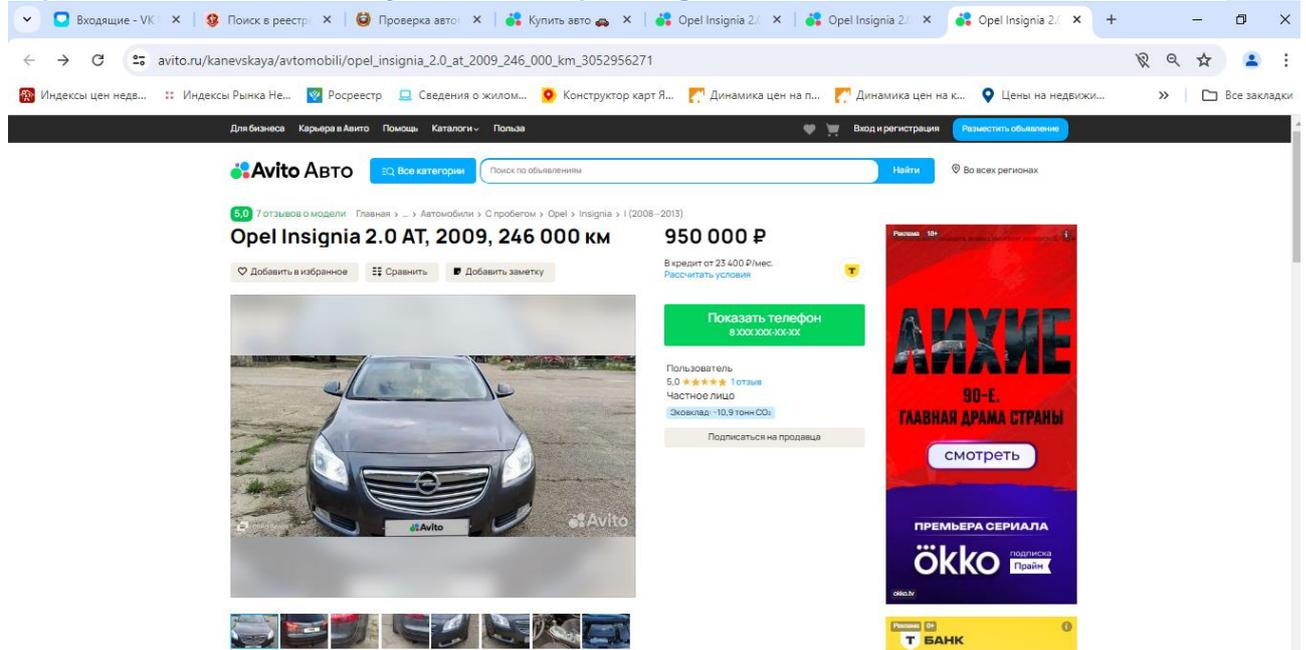 Входящие - VK
Поиск в реестр
Проверка авто
Купить авто
Opel Insignia 2.0
Opel Insignia 2.0
Opel Insignia 2.0
avito.ru/kanevskaya/avtomobili/opel_insignia_2.0_at_2009_246_000_km_3052956271
Индексы цен недв...
Индексы Рынка Не...
Росреестр
Сведения о жилом...
Конструктор карт Я...
Динамика цен на п...
Динамика цен на к...
Цены на недвижи...
Все закладки
Для бизнеса Карьера в Авито Помощь Каталоги Польза
Вход и регистрация
Разместить объявление
Avito Авто
Все категории
Поиск по объявлениям
Найти
Во всех регионах
5,0 7 отзывов о модели Главная > ... > Автомобили > С пробегом > Opel > Insignia > I (2008—2013)
Opel Insignia 2.0 AT, 2009, 246 000 км
950 000 ₽
Добавить в избранное
Сравнить
Добавить заметку
В кредит от 23 400 ₽/мес.
Рассчитать условия
Т
Показать телефон
8 XXX XXX-XX-XX
Пользователь
5,0 1 отзыв
Частное лицо
Эковклад: -10,9 тонн CO₂
Подписаться на продавца
Avito
Avito
Реклама 18+
ЛИХИЕ
90-Е.
ГЛАВНАЯ ДРАМА СТРАНЫ
СМОТРЕТЬ
ПРЕМЬЕРА СЕРИАЛА
ökko
подписка
Прайм
okko.tv
Реклама 0+
Т БАНК